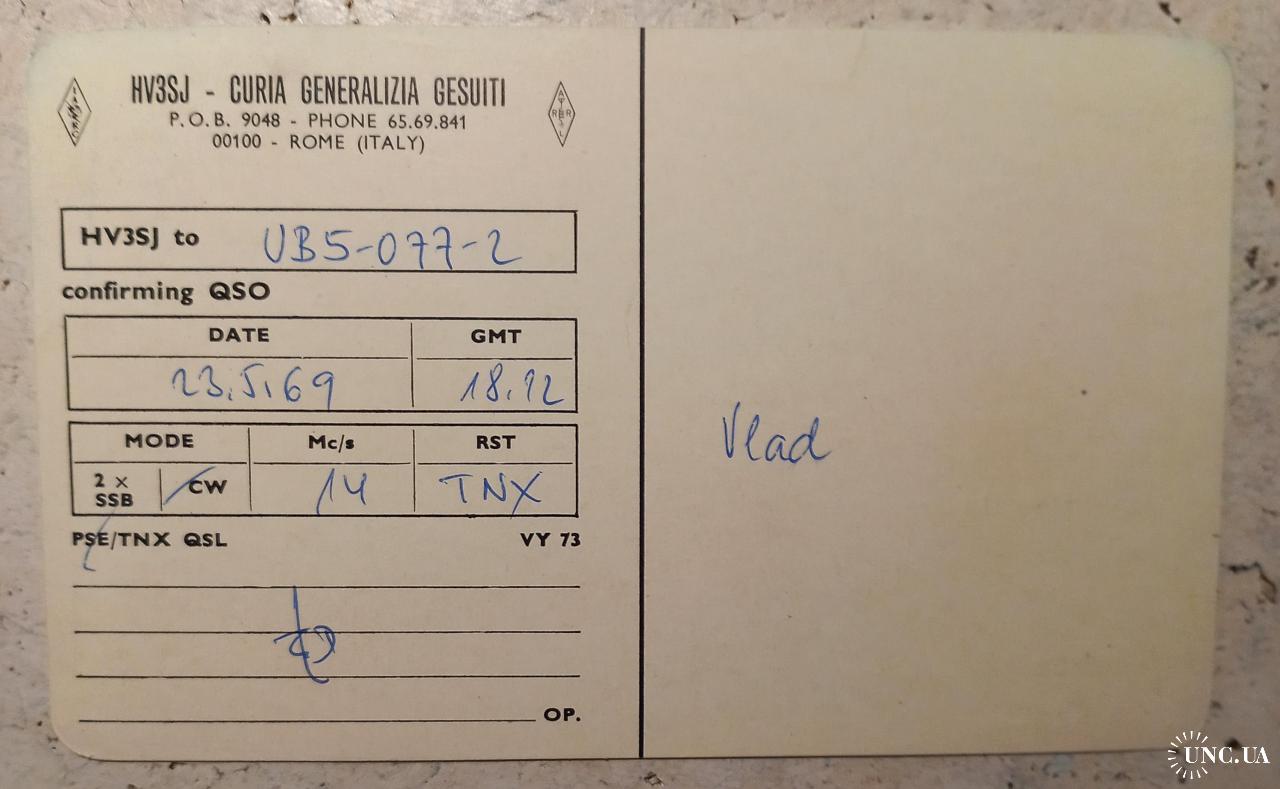 HV3SJ - CURIA GENERALIZIA GESUITI
P.O.B. 9048 - PHONE 65.69.841
00100 - ROME (ITALY)
HV3SJ to UB5-077-2
confirming QSO
DATE GMT
23.5.69 18.12
MODE Mc/s RST
2 x SSB CW 14 TNX
PSE/TNX QSL VY 73
OP.
Vlad
UNC.UA